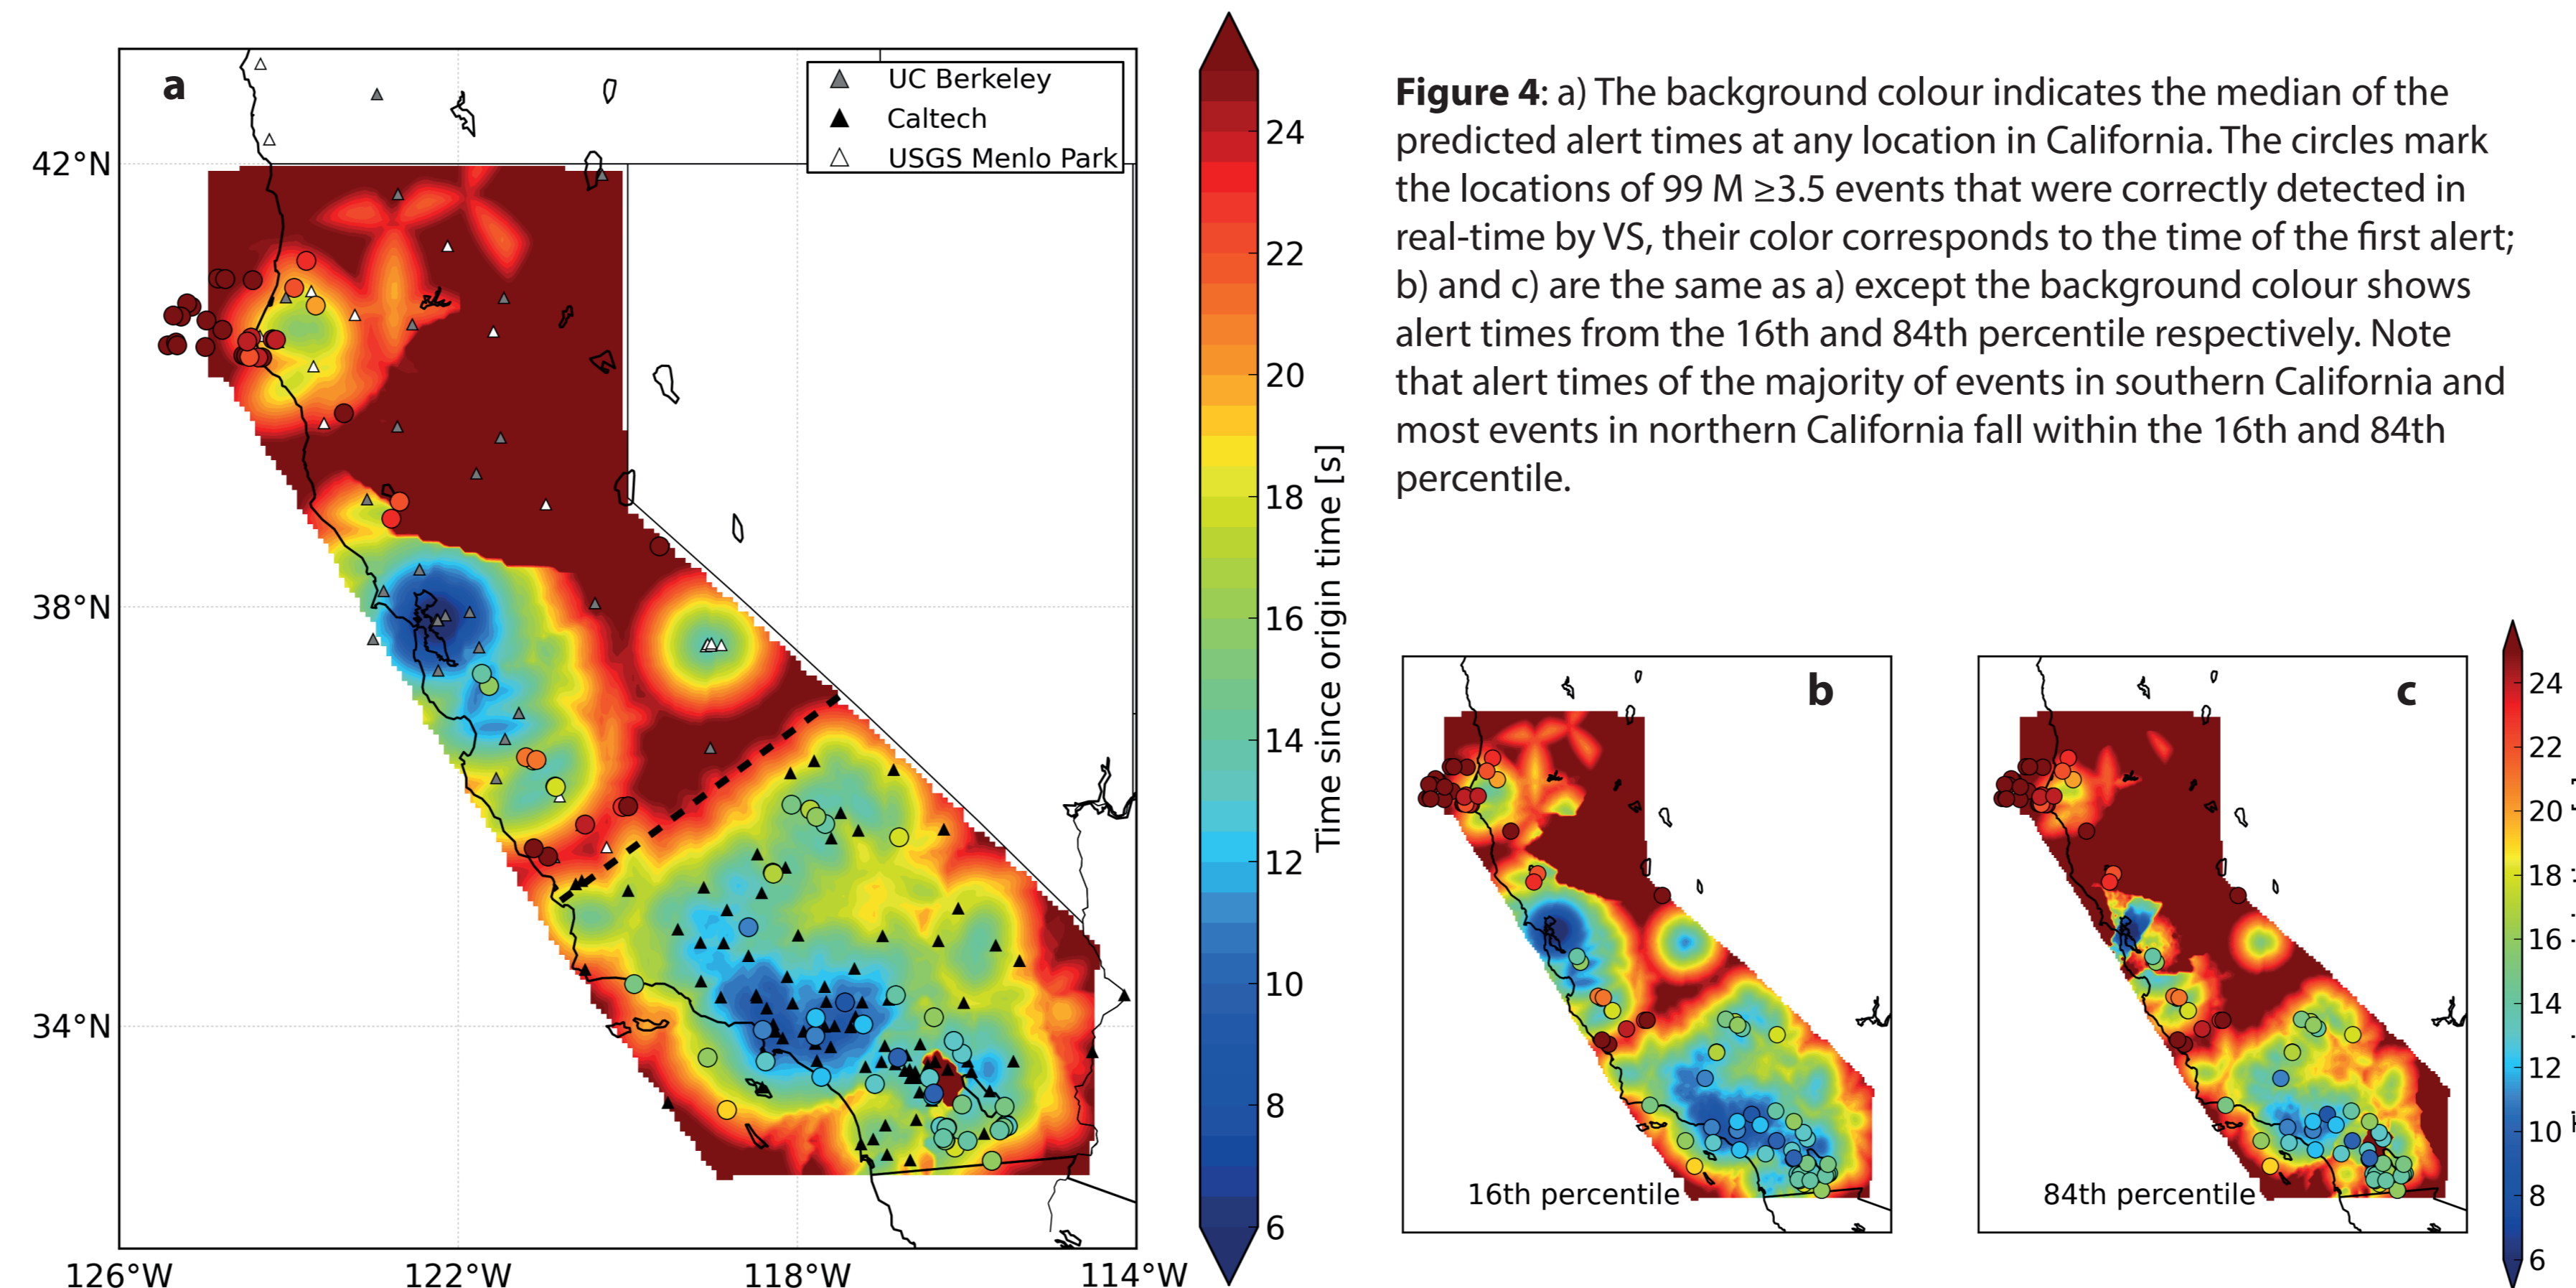 a
UC Berkeley
Caltech
USGS Menlo Park
42°N
38°N
34°N
126°W
122°W
118°W
114°W
24
22
20
18
16
14
12
10
8
6
Time since origin time [s]
Figure 4: a) The background colour indicates the median of the
predicted alert times at any location in California. The circles mark
the locations of 99 M ≥3.5 events that were correctly detected in
real-time by VS, their color corresponds to the time of the first alert;
b) and c) are the same as a) except the background colour shows
alert times from the 16th and 84th percentile respectively. Note
that alert times of the majority of events in southern California and
most events in northern California fall within the 16th and 84th
percentile.
b
16th percentile
c
84th percentile
24
22
20
18
16
14
12
10
8
6